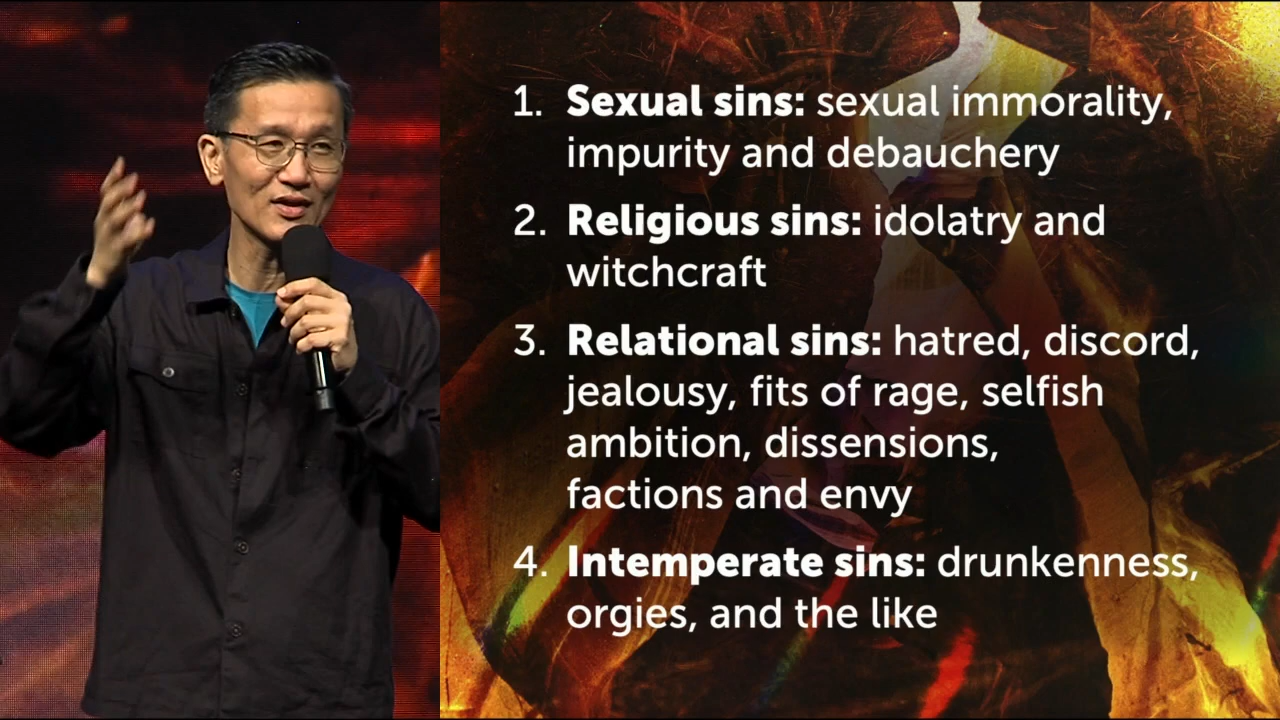 1. Sexual sins: sexual immorality,
impurity and debauchery
2. Religious sins: idolatry and
witchcraft
3. Relational sins: hatred, discord,
jealousy, fits of rage, selfish
ambition, dissensions,
factions and envy
4. Intemperate sins: drunkenness,
orgies, and the like